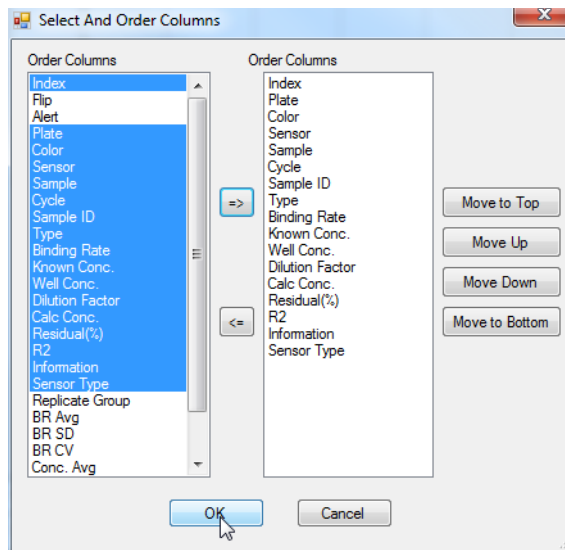 Select And Order Columns
X
Order Columns
Index
Flip
Alert
Plate
Color
Sensor
Sample
Cycle
Sample ID
Type
Binding Rate
Known Conc.
Well Conc.
Dilution Factor
Calc Conc.
Residual(%)
R2
Information
Sensor Type
Replicate Group
BR Avg
BR SD
BR CV
Conc. Avg
=>
<=
Order Columns
Index
Plate
Color
Sensor
Sample
Cycle
Sample ID
Type
Binding Rate
Known Conc.
Well Conc.
Dilution Factor
Calc Conc.
Residual(%)
R2
Information
Sensor Type
Move to Top
Move Up
Move Down
Move to Bottom
OK
Cancel